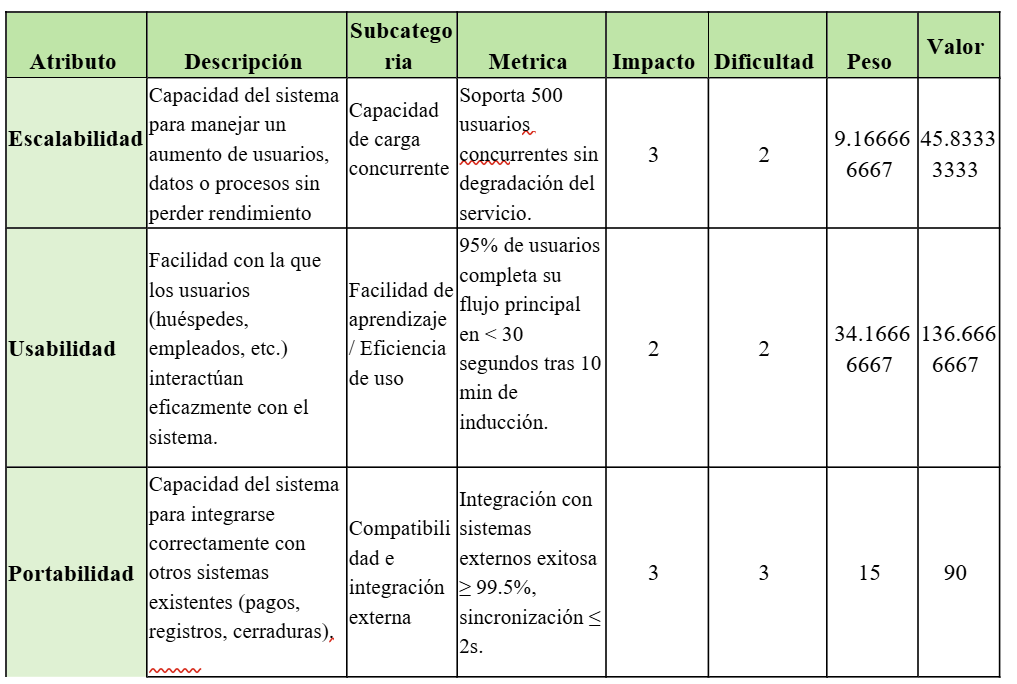 Atributo
Descripción
Subcatego
ria
Metrica
Impacto
Dificultad
Peso
Valor
Escalabilidad
Capacidad del sistema
para manejar un
aumento de usuarios,
datos o procesos sin
perder rendimiento
Capacidad
de carga
concurrente
Soporta 500
usuarios
concurrentes sin
degradación del
servicio.
3
2
9.16666
6667
45.8333
3333
Usabilidad
Facilidad con la que
los usuarios
(huéspedes,
empleados, etc.)
interactúan
eficazmente con el
sistema.
Facilidad de
aprendizaje
/ Eficiencia
de uso
95% de usuarios
completa su
flujo principal
en < 30
segundos tras 10
min de
inducción.
2
2
34.1666
6667
136.666
6667
Portabilidad
Capacidad del sistema
para integrarse
correctamente con
otros sistemas
existentes (pagos,
registros, cerraduras),
Compatibili
dad e
integración
externa
Integración con
sistemas
externos exitosa
≥ 99.5%,
sincronización ≤
2s.
3
3
15
90